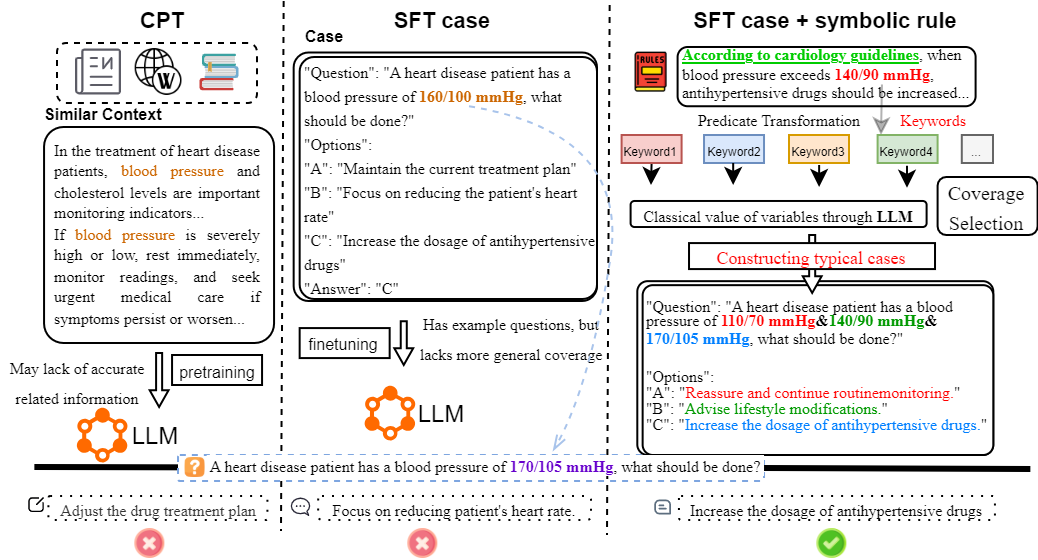 CPT
Similar Context
In the treatment of heart disease
patients, blood pressure and
cholesterol levels are important
monitoring indicators...
If blood pressure is severely
high or low, rest immediately,
monitor readings, and seek
urgent medical care if
symptoms persist or worsen...
May lack of accurate
related information
pretraining
LLM
SFT case
Case
"Question": "A heart disease patient has a
blood pressure of 160/100 mmHg, what
should be done?"
"Options":
"A": "Maintain the current treatment plan"
"B": "Focus on reducing the patient's heart
rate"
"C": "Increase the dosage of antihypertensive
drugs"
"Answer": "C"
finetuning
Has example questions, but
lacks more general coverage
LLM
SFT case + symbolic rule
RULES
According to cardiology guidelines, when
blood pressure exceeds 140/90 mmHg,
antihypertensive drugs should be increased...
Predicate Transformation
Keywords
Keyword1
Keyword2
Keyword3
Keyword4
...
Coverage
Selection
Classical value of variables through LLM
Constructing typical cases
"Question": "A heart disease patient has a blood
pressure of 110/70 mmHg&140/90 mmHg&
170/105 mmHg, what should be done?"
"Options":
"A": "Reassure and continue routinemonitoring."
"B": "Advise lifestyle modifications."
"C": "Increase the dosage of antihypertensive drugs."
? A heart disease patient has a blood pressure of 170/105 mmHg, what should be done?
Adjust the drug treatment plan
Focus on reducing patient's heart rate.
Increase the dosage of antihypertensive drugs